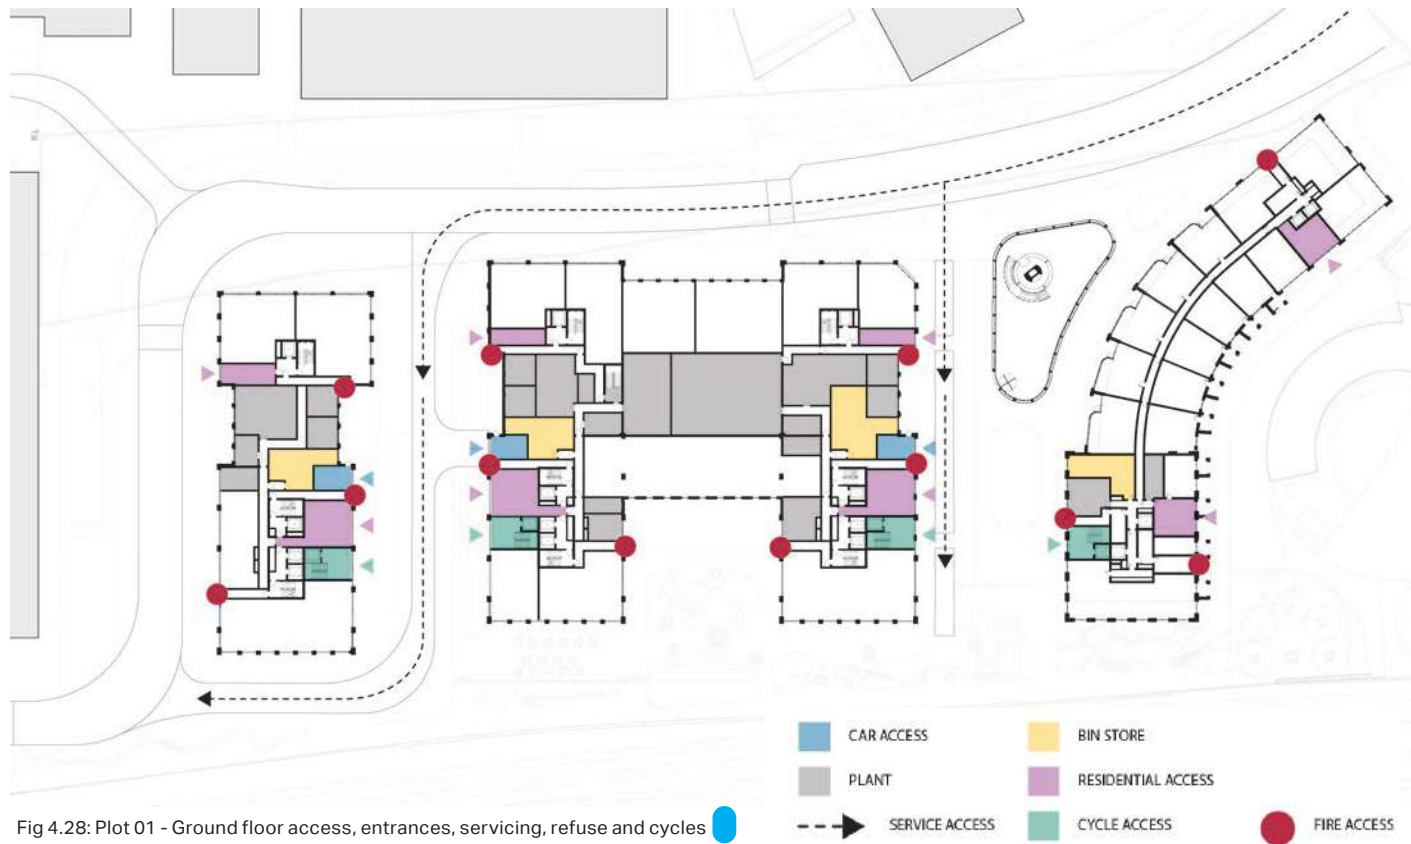 Fig 4.28: Plot 01 - Ground floor access, entrances, servicing, refuse and cycles
CAR ACCESS
BIN STORE
PLANT
RESIDENTIAL ACCESS
SERVICE ACCESS
CYCLE ACCESS
FIRE ACCESS